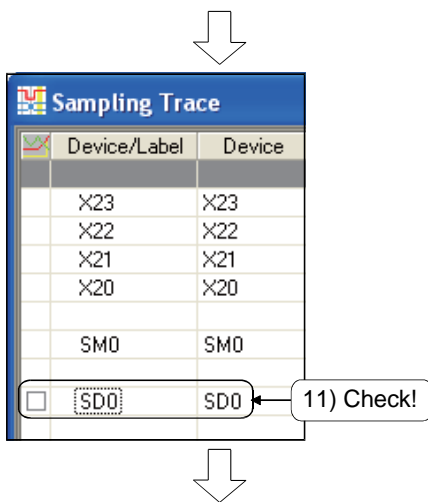 Sampling Trace
Device/Label Device
X23 X23
X22 X22
X21 X21
X20 X20
SM0 SM0
SD0 SD0 11) Check!